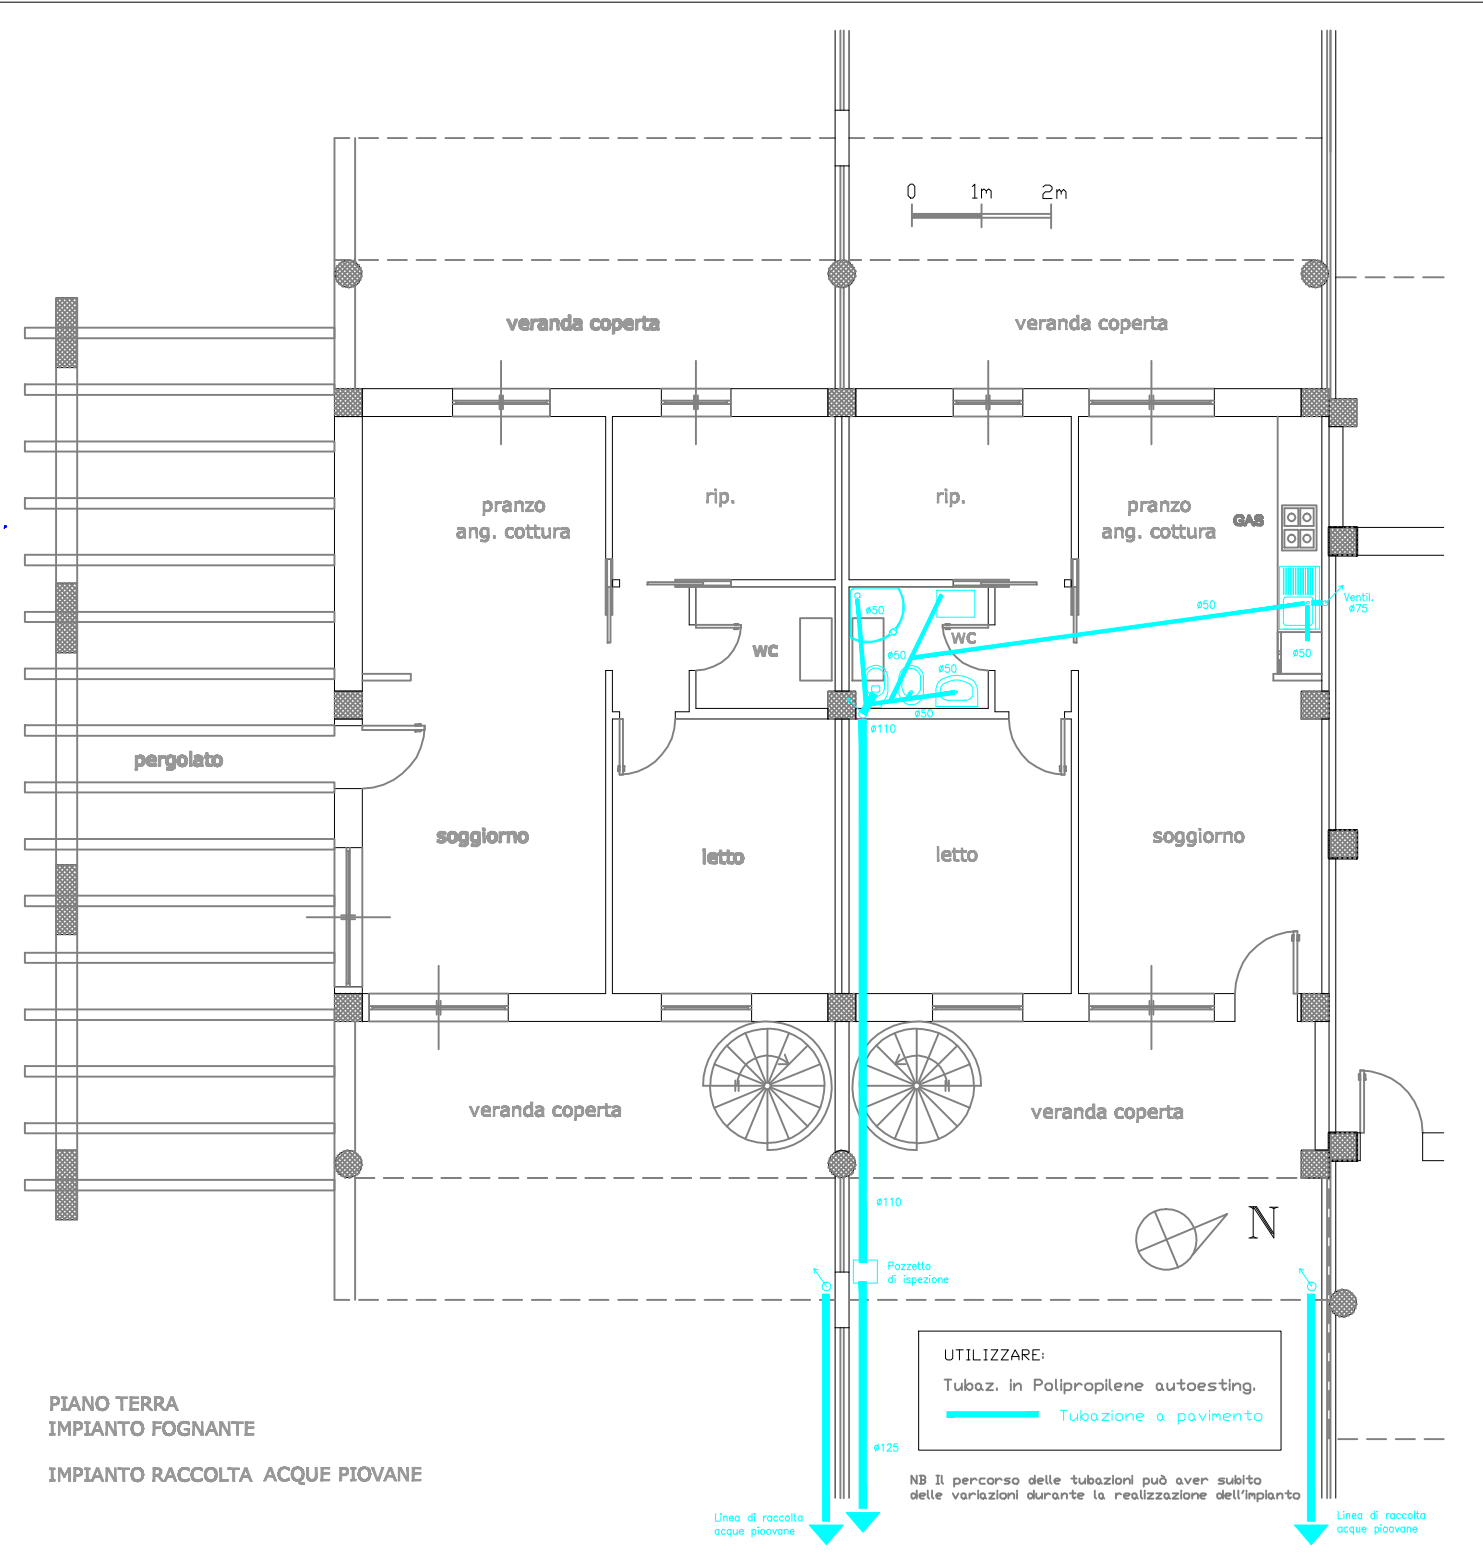 0 1m 2m
veranda coperta
veranda coperta
pranzo
ang. cottura
rip.
rip.
pranzo
ang. cottura
GAS
Ventil.
ø75
ø50
ø50
wc
wc
ø50
ø50
ø50
ø50
ø110
pergolato
soggiorno
letto
letto
soggiorno
veranda coperta
veranda coperta
ø110
N
Pozzetto
di ispezione
UTILIZZARE:
Tubaz. in Polipropilene autoesting.
Tubazione a pavimento
PIANO TERRA
IMPIANTO FOGNANTE
IMPIANTO RACCOLTA ACQUE PIOVANE
ø125
NB Il percorso delle tubazioni può aver subito
delle variazioni durante la realizzazione dell'impianto
Linea di raccolta
acque pioovane
Linea di raccolta
acque pioovane